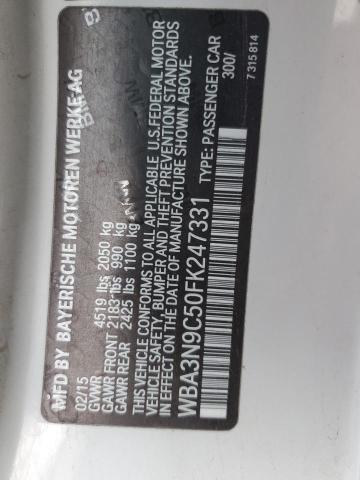 MFD BY BAYERISCHE MOTOREN WERKE AG
02/15
GVWR 4519 lbs 2050 kg
GAWR FRONT 2183 lbs 990 kg
GAWR REAR 2425 lbs 1100 kg
THIS VEHICLE CONFORMS TO ALL APPLICABLE U.S.FEDERAL MOTOR
VEHICLE SAFETY, BUMPER AND THEFT PREVENTION STANDARDS
IN EFFECT ON THE DATE OF MANUFACTURE SHOWN ABOVE.
WBA3N9C50FK247331 TYPE: PASSENGER CAR
300/
7 315 814